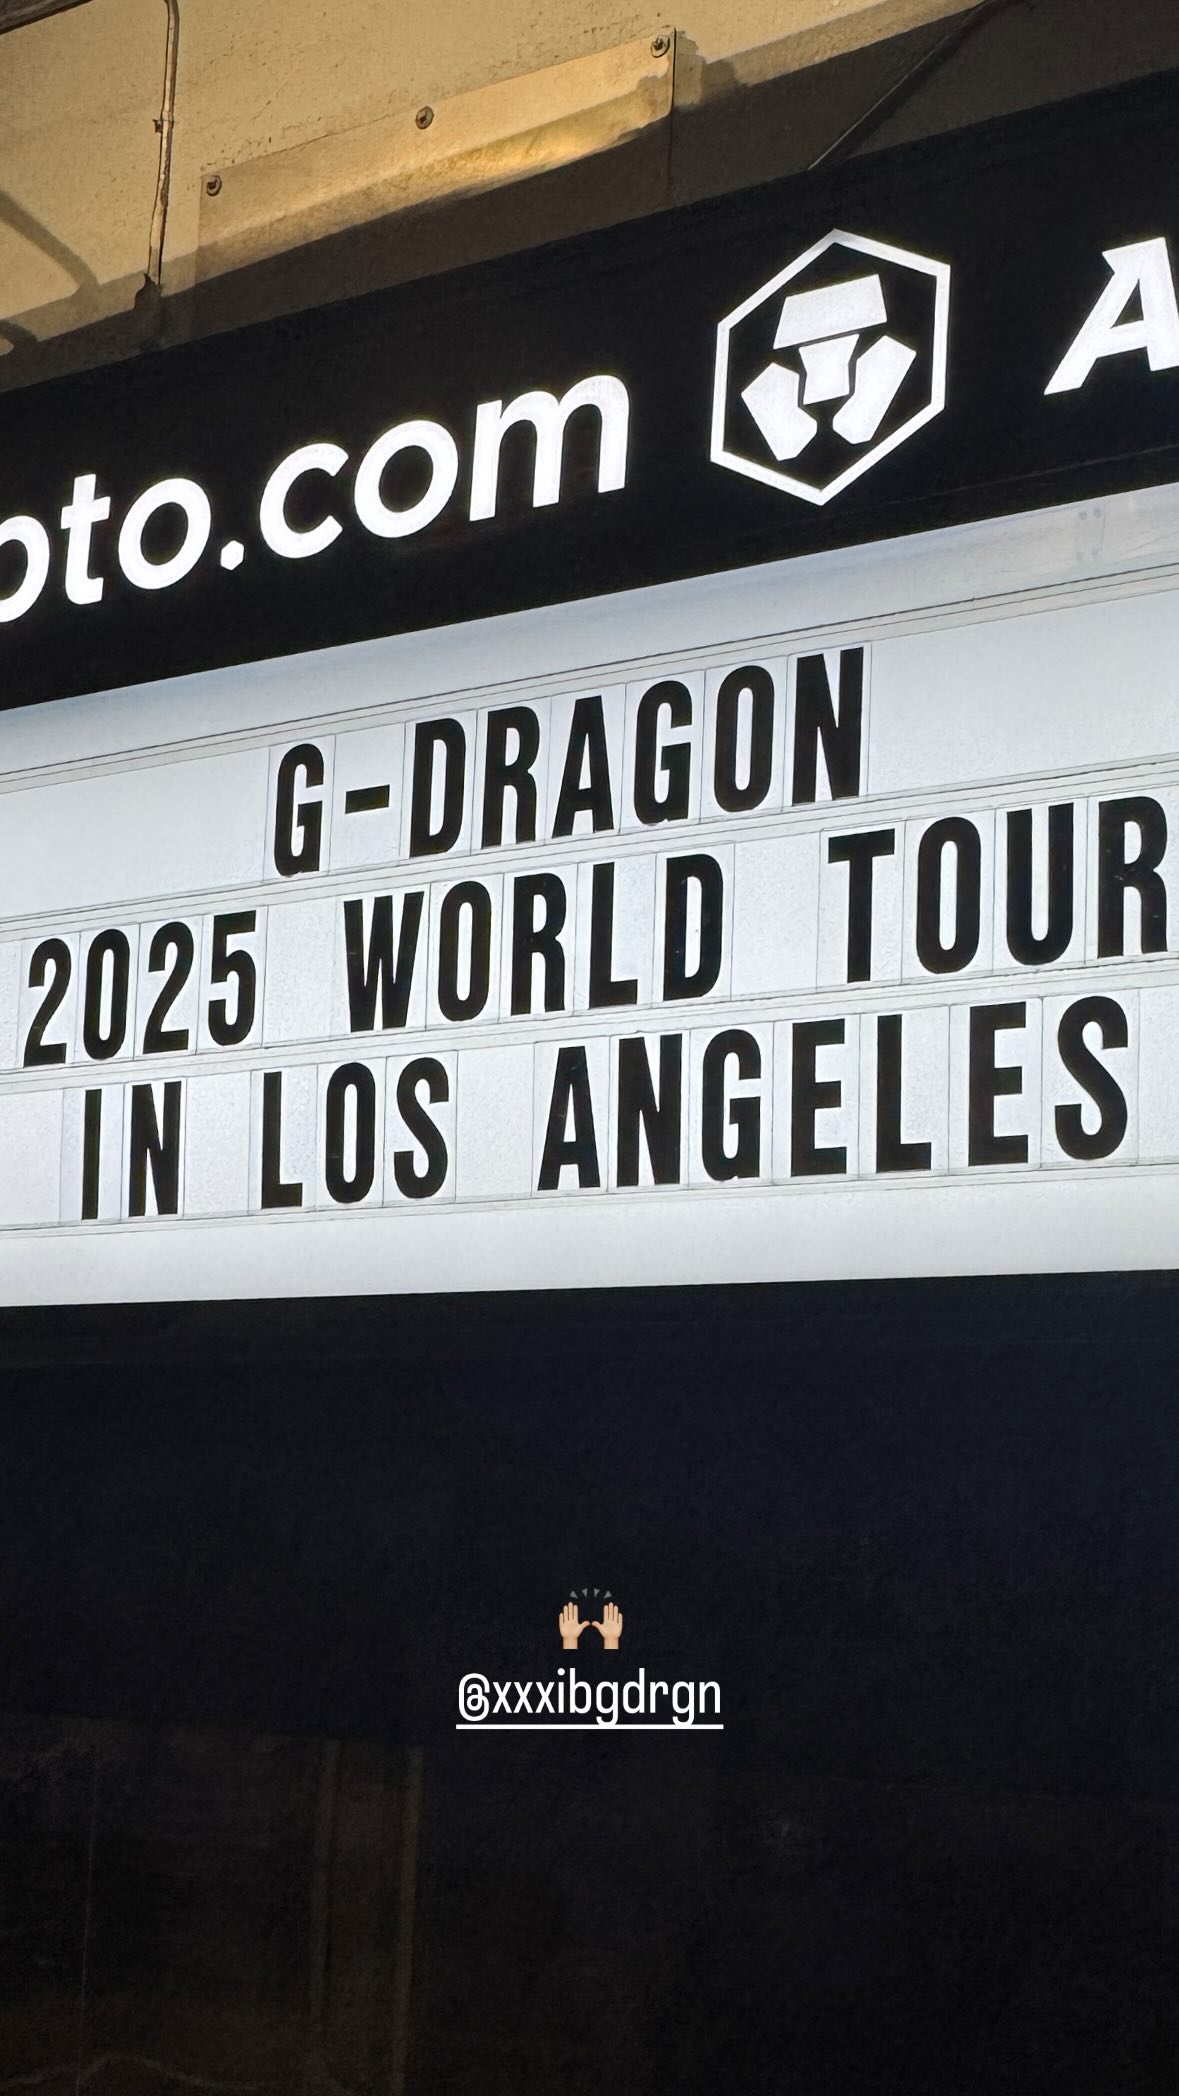 pto.com A
G-DRAGON
2025 WORLD TOUR
IN LOS ANGELES
🙌🏼
@xxxibgdrgn